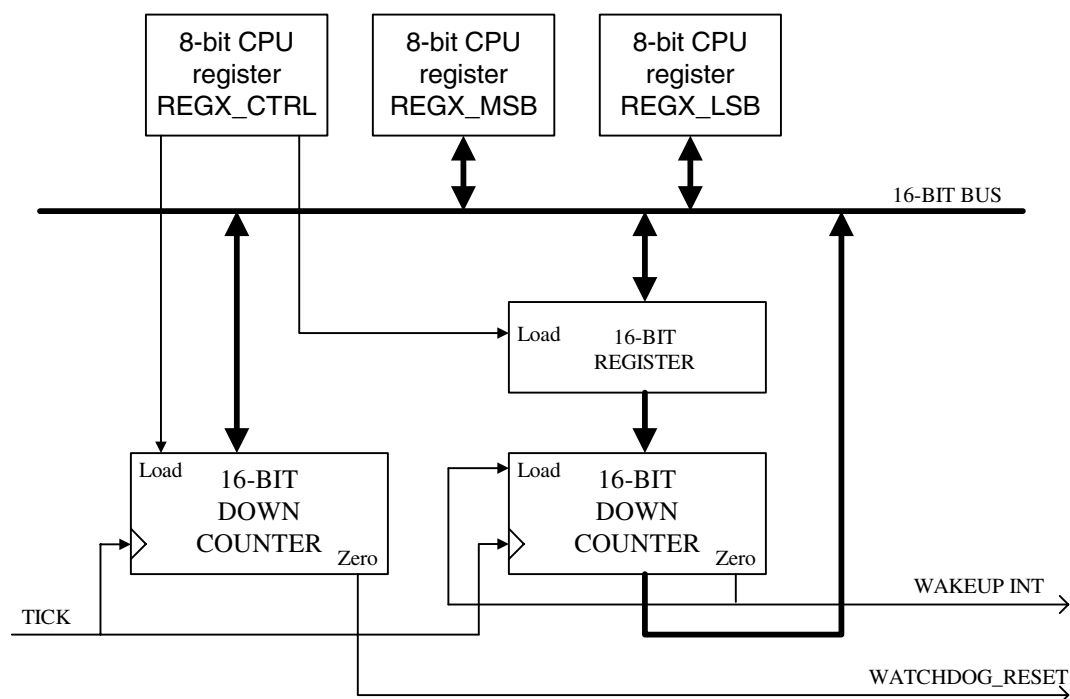 8-bit CPU
register
REGX_CTRL
8-bit CPU
register
REGX_MSB
8-bit CPU
register
REGX_LSB
16-BIT BUS
Load
16-BIT
REGISTER
Load
16-BIT
DOWN
COUNTER
Zero
Load
16-BIT
DOWN
COUNTER
Zero
WAKEUP INT
TICK
WATCHDOG_RESET